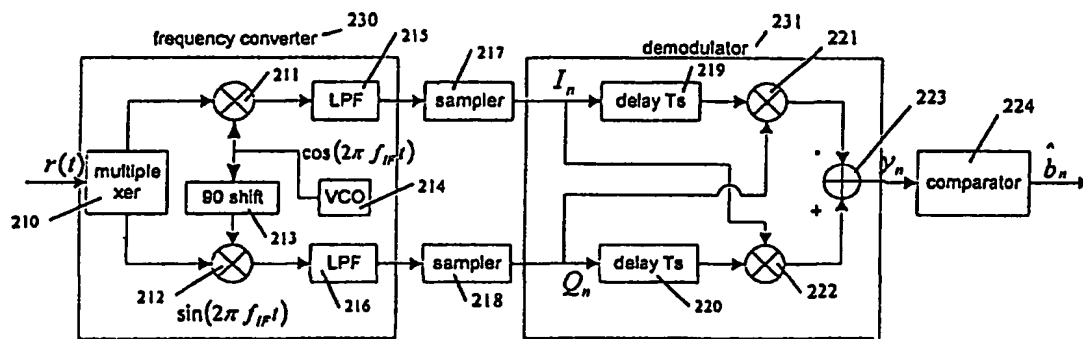 frequency converter
230
215
217
demodulator
231
221
211
219
223
224
LPF
sampler
I_n
delay Ts
r(t)
multiple
xer
210
cos(2π f_IF t)
90 shift
213
VCO
214
-
+
y_n
comparator
b̂_n
212
LPF
216
sampler
218
Q_n
delay Ts
220
222
sin(2π f_IF t)